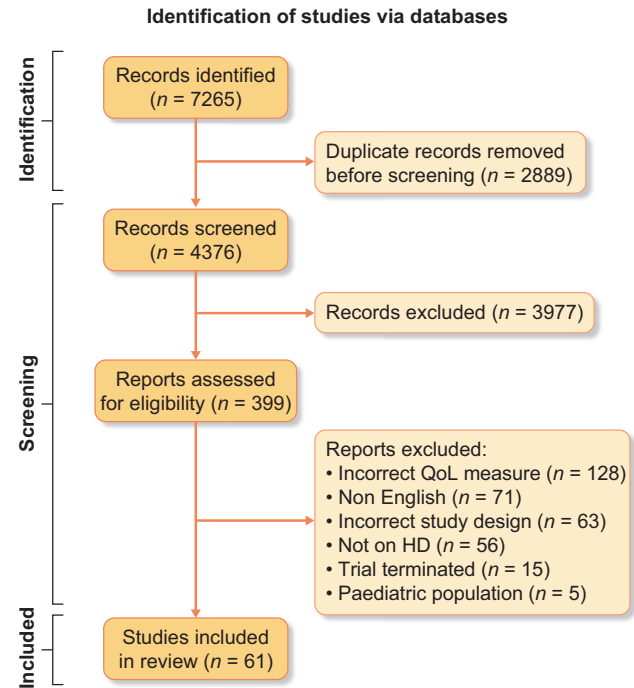 Identification of studies via databases
Identification
Records identified
(n = 7265)
Duplicate records removed
before screening (n = 2889)
Screening
Records screened
(n = 4376)
Records excluded (n = 3977)
Reports assessed
for eligibility (n = 399)
Reports excluded:
• Incorrect QoL measure (n = 128)
• Non English (n = 71)
• Incorrect study design (n = 63)
• Not on HD (n = 56)
• Trial terminated (n = 15)
• Paediatric population (n = 5)
Included
Studies included
in review (n = 61)